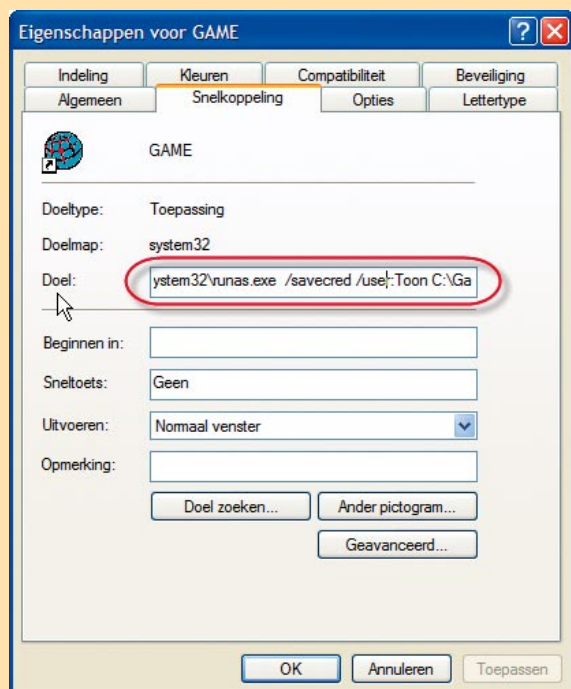 Eigenschappen voor GAME
Indeling Kleuren Compatibiliteit Beveiliging
Algemeen Snelkoppeling Opties Lettertype
GAME
Doeltype: Toepassing
Doelmap: system32
Doel: ystem32\runas.exe /savecred /user:Toon C:\Ga
Beginnen in:
Sneltoets: Geen
Uitvoeren: Normaal venster
Opmerking:
Doel zoeken... Ander pictogram...
Geavanceerd...
OK Annuleren Toepassen